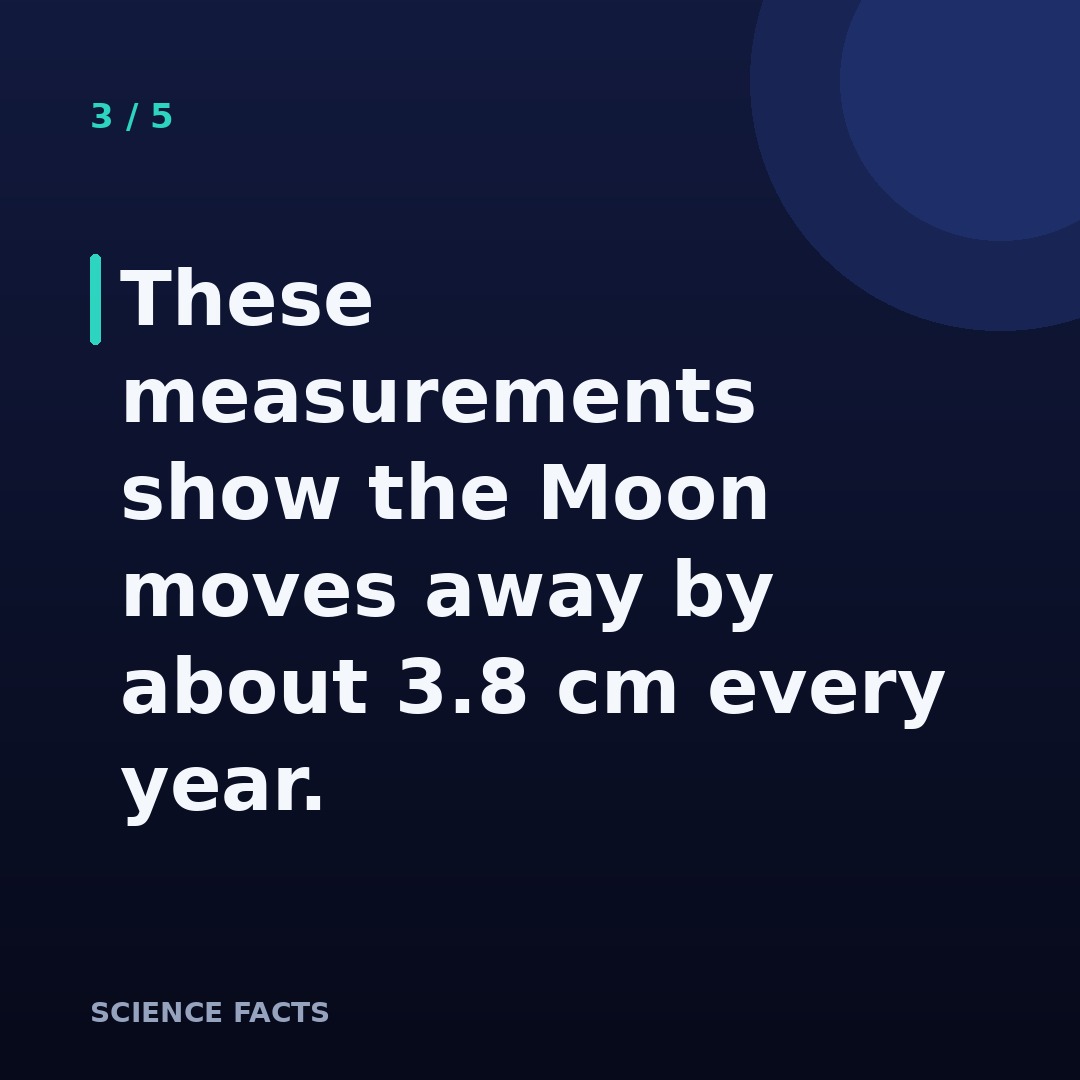 3 / 5
These
measurements
show the Moon
moves away by
about 3.8 cm every
year.
SCIENCE FACTS